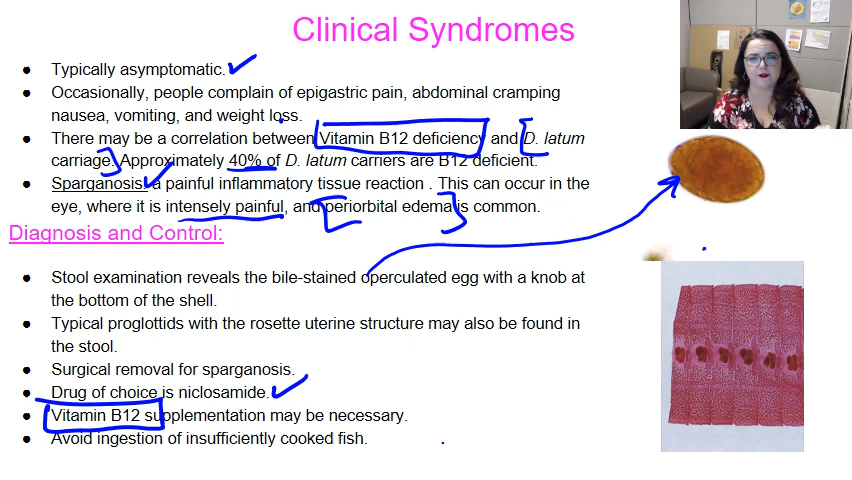 Clinical Syndromes
● Typically asymptomatic.
● Occasionally, people complain of epigastric pain, abdominal cramping
nausea, vomiting, and weight loss.
● There may be a correlation between Vitamin B12 deficiency and D. latum
carriage. Approximately 40% of D. latum carriers are B12 deficient.
● Sparganosis a painful inflammatory tissue reaction . This can occur in the
eye, where it is intensely painful, and periorbital edema is common.
Diagnosis and Control:
● Stool examination reveals the bile-stained operculated egg with a knob at
the bottom of the shell.
● Typical proglottids with the rosette uterine structure may also be found in
the stool.
● Surgical removal for sparganosis.
● Drug of choice is niclosamide.
● Vitamin B12 supplementation may be necessary.
● Avoid ingestion of insufficiently cooked fish.